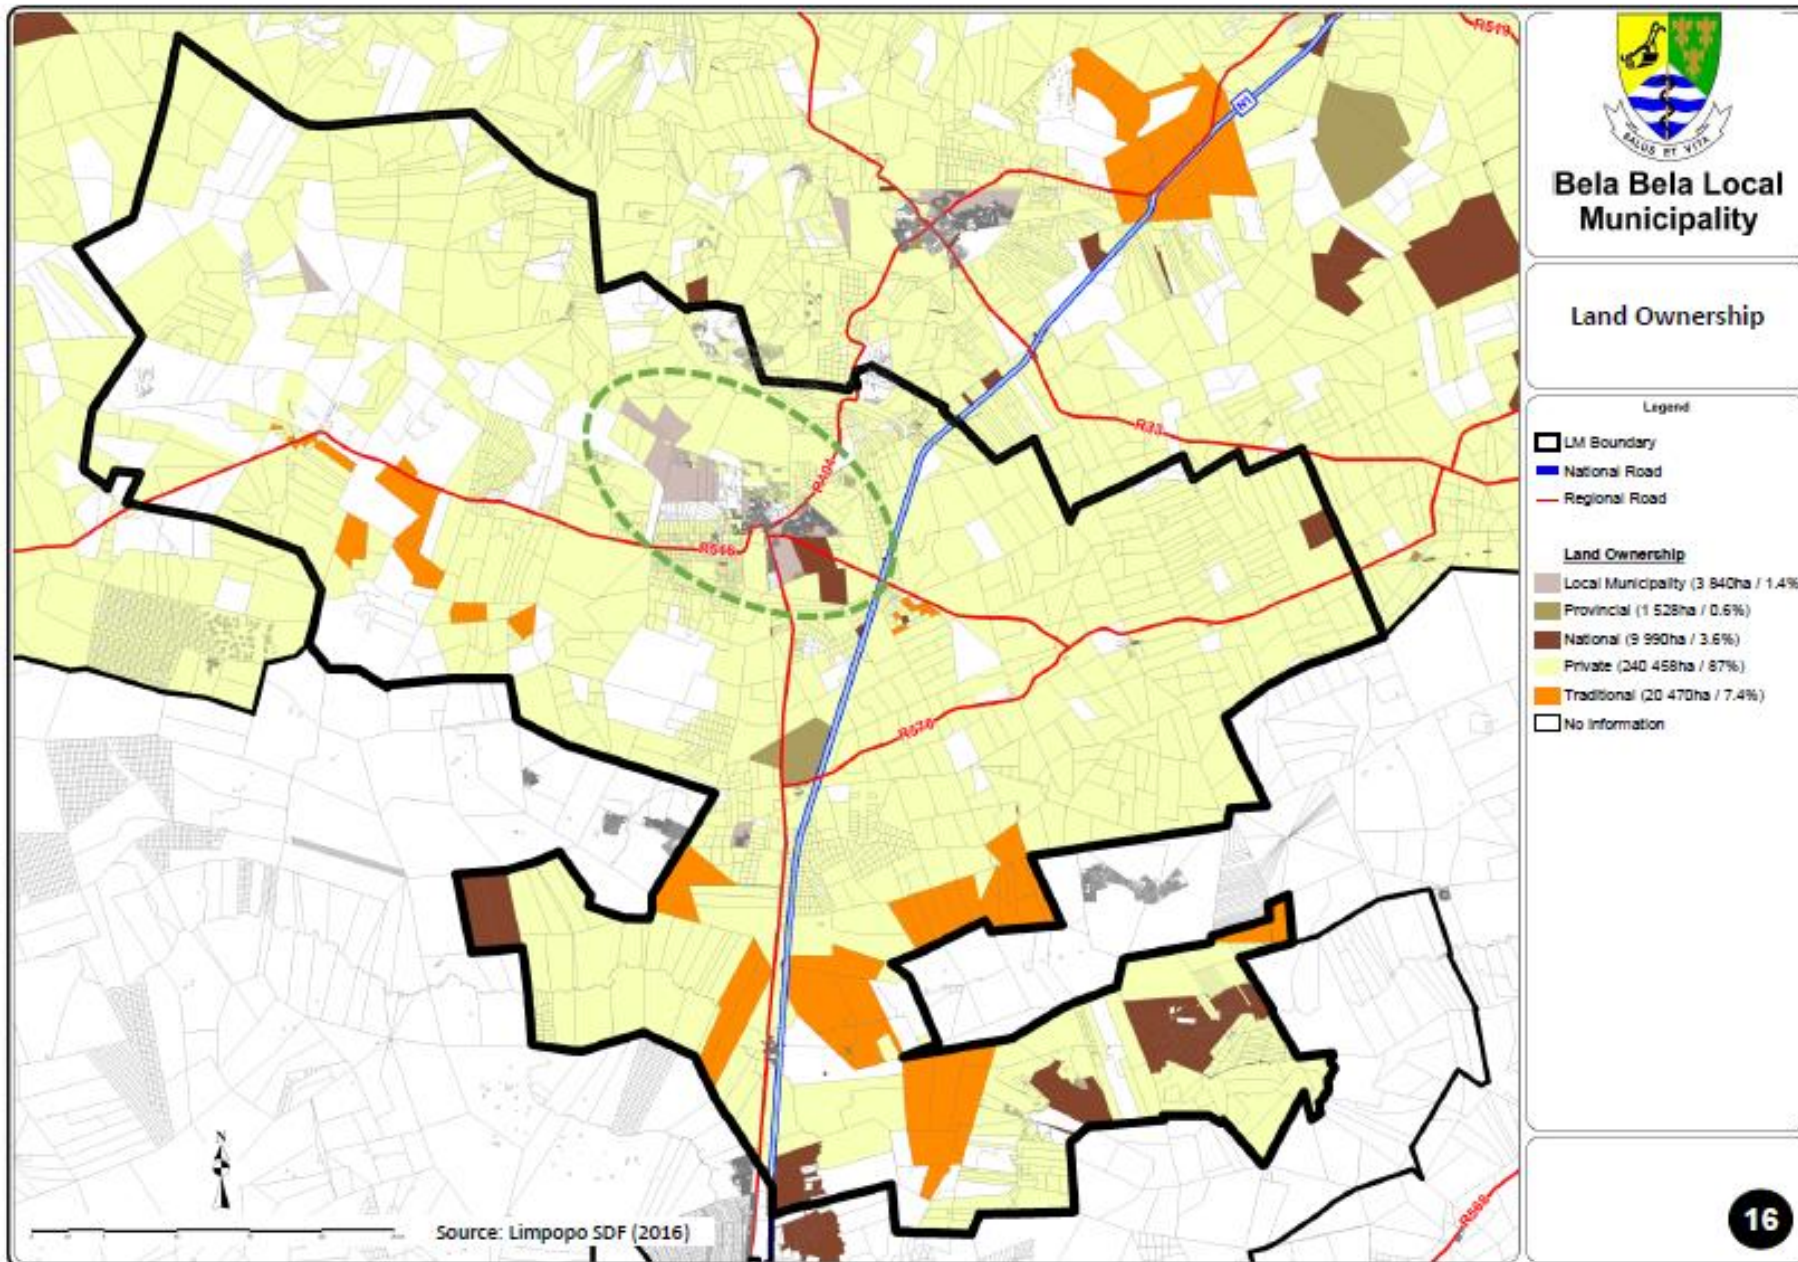 R519
N1
R33
R404
R516
R576
R568
N
Source: Limpopo SDF (2016)
SALUS ET VITA
Bela Bela Local
Municipality
Land Ownership
Legend
LM Boundary
National Road
Regional Road
Land Ownership
Local Municipality (3 840ha / 1.4%
Provincial (1 528ha / 0.6%)
National (9 990ha / 3.6%)
Private (240 458ha / 87%)
Traditional (20 470ha / 7.4%)
No Information
16